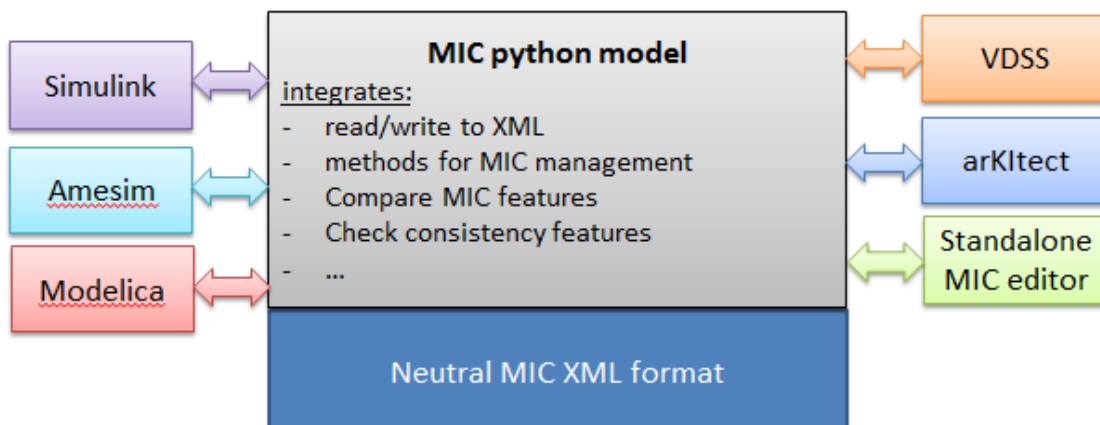 Simulink
Amesim
Modelica
MIC python model
integrates:
- read/write to XML
- methods for MIC management
- Compare MIC features
- Check consistency features
- ...
Neutral MIC XML format
VDSS
arKItect
Standalone
MIC editor